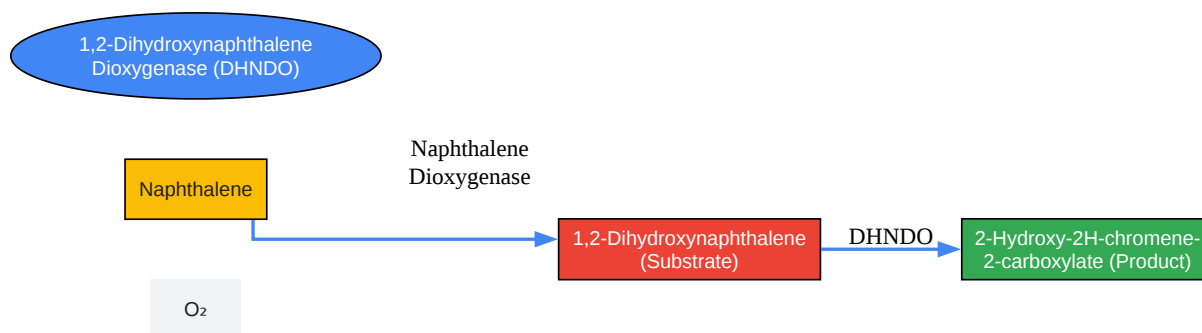 1,2-Dihydroxynaphthalene
Dioxygenase (DHNDO)
Naphthalene
Dioxygenase
Naphthalene
1,2-Dihydroxynaphthalene
(Substrate)
DHNDO
2-Hydroxy-2H-chromene-
2-carboxylate (Product)
O₂